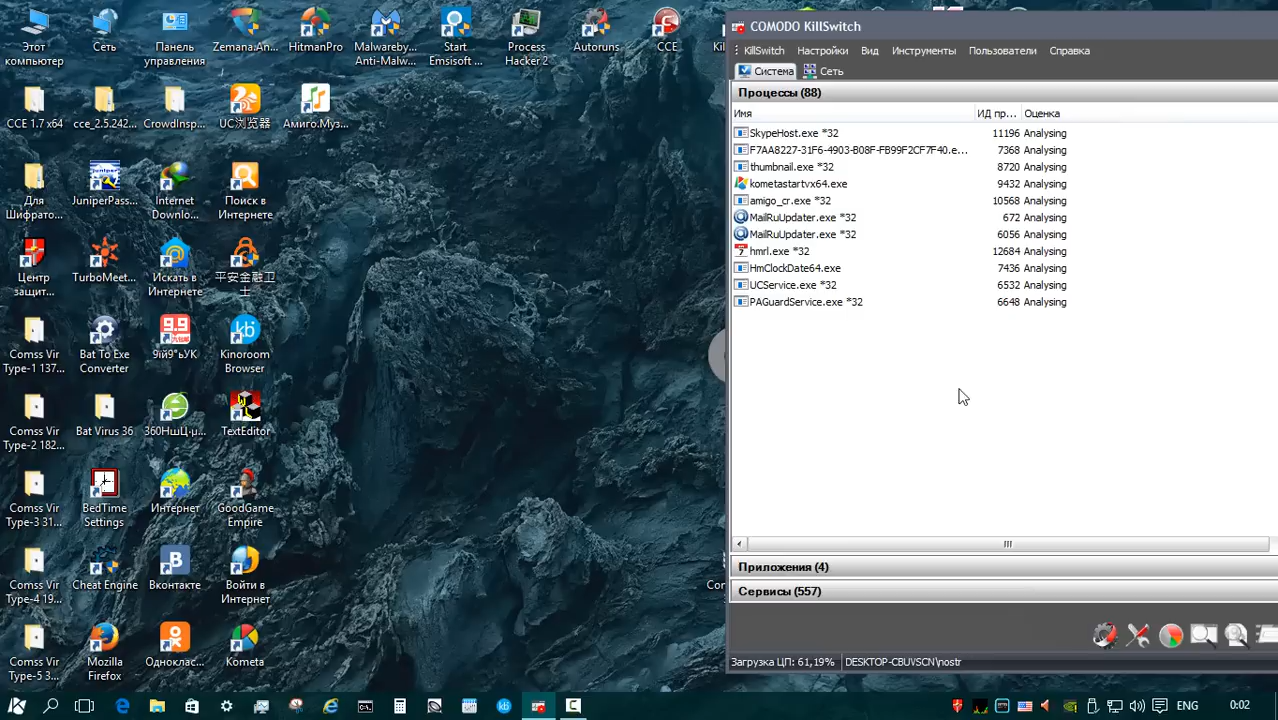 Этот компьютер
Сеть
Панель управления
Zemana.An...
HitmanPro
Malwareby... Anti-Malw...
Start Emsisoft ...
Process Hacker 2
Autoruns
CCE
CCE 1.7 x64
cce_2.5.242...
CrowdInsp...
UC浏览器
Амиго.Муз...
Для Шифрато...
JuniperPass...
Internet Downlo...
Поиск в Интернете
Центр защит...
TurboMeet...
Искать в Интернете
平安金融卫士
Comss Vir Type-1 137...
Bat To Exe Converter
9ій9°ьУК
Kinoroom Browser
Comss Vir Type-2 182...
Bat Virus 36
360НшЦ·µ...
TextEditor
Comss Vir Type-3 31...
BedTime Settings
Интернет
GoodGame Empire
Comss Vir Type-4 19...
Cheat Engine
Вконтакте
Войти в Интернет
Comss Vir Type-5 3...
Mozilla Firefox
Однoклас...
Kometa
COMODO KillSwitch
KillSwitch Настройки Вид Инструменты Пользователи Справка
Система Сеть
Процессы (88)
Имя ИД пр... Оценка
SkypeHost.exe *32 11196 Analysing
F7AA8227-31F6-4903-B08F-FB99F2CF7F40.e... 7368 Analysing
thumbnail.exe *32 8720 Analysing
kometastartvx64.exe 9432 Analysing
amigo_cr.exe *32 10568 Analysing
MailRuUpdater.exe *32 672 Analysing
MailRuUpdater.exe *32 6056 Analysing
hmrl.exe *32 12684 Analysing
HmClockDate64.exe 7436 Analysing
UCService.exe *32 6532 Analysing
PAGuardService.exe *32 6648 Analysing
Приложения (4)
Сервисы (557)
Загрузка ЦП: 61,19% DESKTOP-CBUVSCN\nostr
ENG 0:02